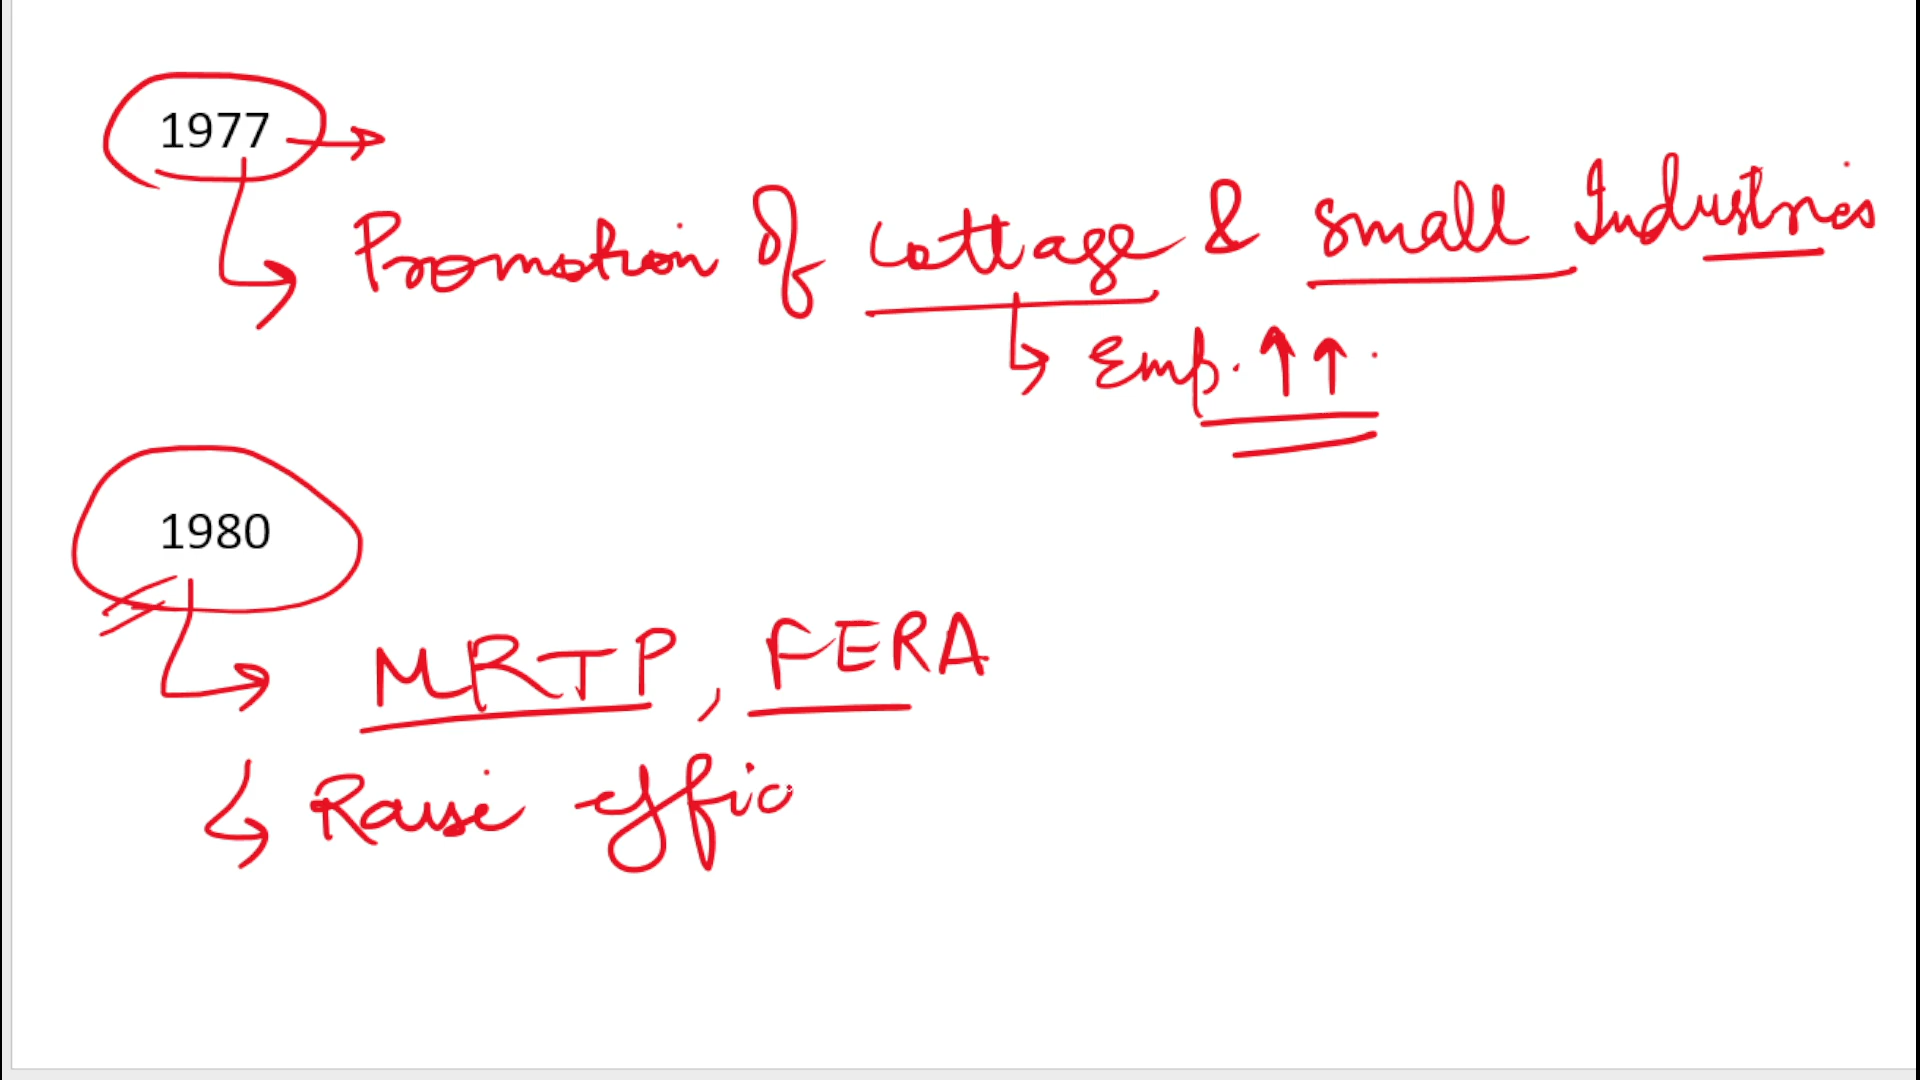 1977 →
↳ Promotion of Cottage & small Industries
↳ Emp. ↑↑.
1980
↳ MRTP, FERA
↳ Raise effic